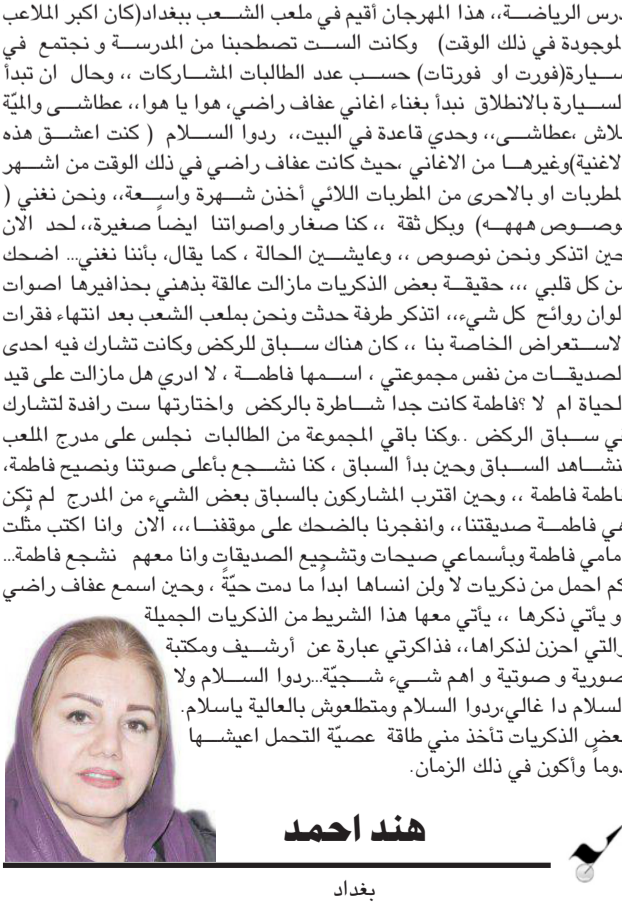 درس الرياضة،، هذا المهرجان أقيم في ملعب الشعب ببغداد(كان اكبر الملاعب
الموجودة في ذلك الوقت) وكانت الست تصطحبنا من المدرسة و نجتمع في
سيارة(فورت او فورتات) حسب عدد الطالبات المشاركات ،، وحال ان تبدأ
السيارة بالانطلاق نبدأ بغناء اغاني عفاف راضي، هوا يا هوا،، عطاشى والميّة
بلاش ،عطاشى،، وحدي قاعدة في البيت،، ردوا السلام ( كنت اعشق هذه
الاغنية)وغيرها من الاغاني ،حيث كانت عفاف راضي في ذلك الوقت من اشهر
المطربات او بالاحرى من المطربات اللائي أخذن شهرة واسعة،، ونحن نغني (
نوصوص هههه) وبكل ثقة ،، كنا صغار واصواتنا ايضاً صغيرة،، لحد الان
حين اتذكر ونحن نوصوص ،، وعايشين الحالة ، كما يقال، بأننا نغني... اضحك
من كل قلبي ،،، حقيقة بعض الذكريات مازالت عالقة بذهني بحذافيرها اصوات
الوان روائح كل شيء،، اتذكر طرفة حدثت ونحن بملعب الشعب بعد انتهاء فقرات
الاستعراض الخاصة بنا ،، كان هناك سباق للركض وكانت تشارك فيه احدى
الصديقات من نفس مجموعتي ، اسمها فاطمة ، لا ادري هل مازالت على قيد
الحياة ام لا ؟فاطمة كانت جدا شاطرة بالركض واختارتها ست رافدة لتشارك
في سباق الركض ..وكنا باقي المجموعة من الطالبات نجلس على مدرج الملعب
نشاهد السباق وحين بدأ السباق ، كنا نشجع بأعلى صوتنا ونصيح فاطمة،
فاطمة فاطمة ،، وحين اقترب المشاركون بالسباق بعض الشيء من المدرج لم تكن
هي فاطمة صديقتنا،، وانفجرنا بالضحك على موقفنا،،، الان وانا اكتب مثُلت
امامي فاطمة وبأسماعي صيحات وتشجيع الصديقات وانا معهم نشجع فاطمة...
كم احمل من ذكريات لا ولن انساها ابداً ما دمت حيّةً ، وحين اسمع عفاف راضي
او يأتي ذكرها ،، يأتي معها هذا الشريط من الذكريات الجميلة
والتي احزن لذكراها،، فذاكرتي عبارة عن أرشيف ومكتبة
صورية و صوتية و اهم شيء شجيّة...ردوا السلام ولا
السلام دا غالي،ردوا السلام ومتطلعوش بالعالية ياسلام.
بعض الذكريات تأخذ مني طاقة عصيّة التحمل اعيشها
دوماً وأكون في ذلك الزمان.
هند احمد
بغداد